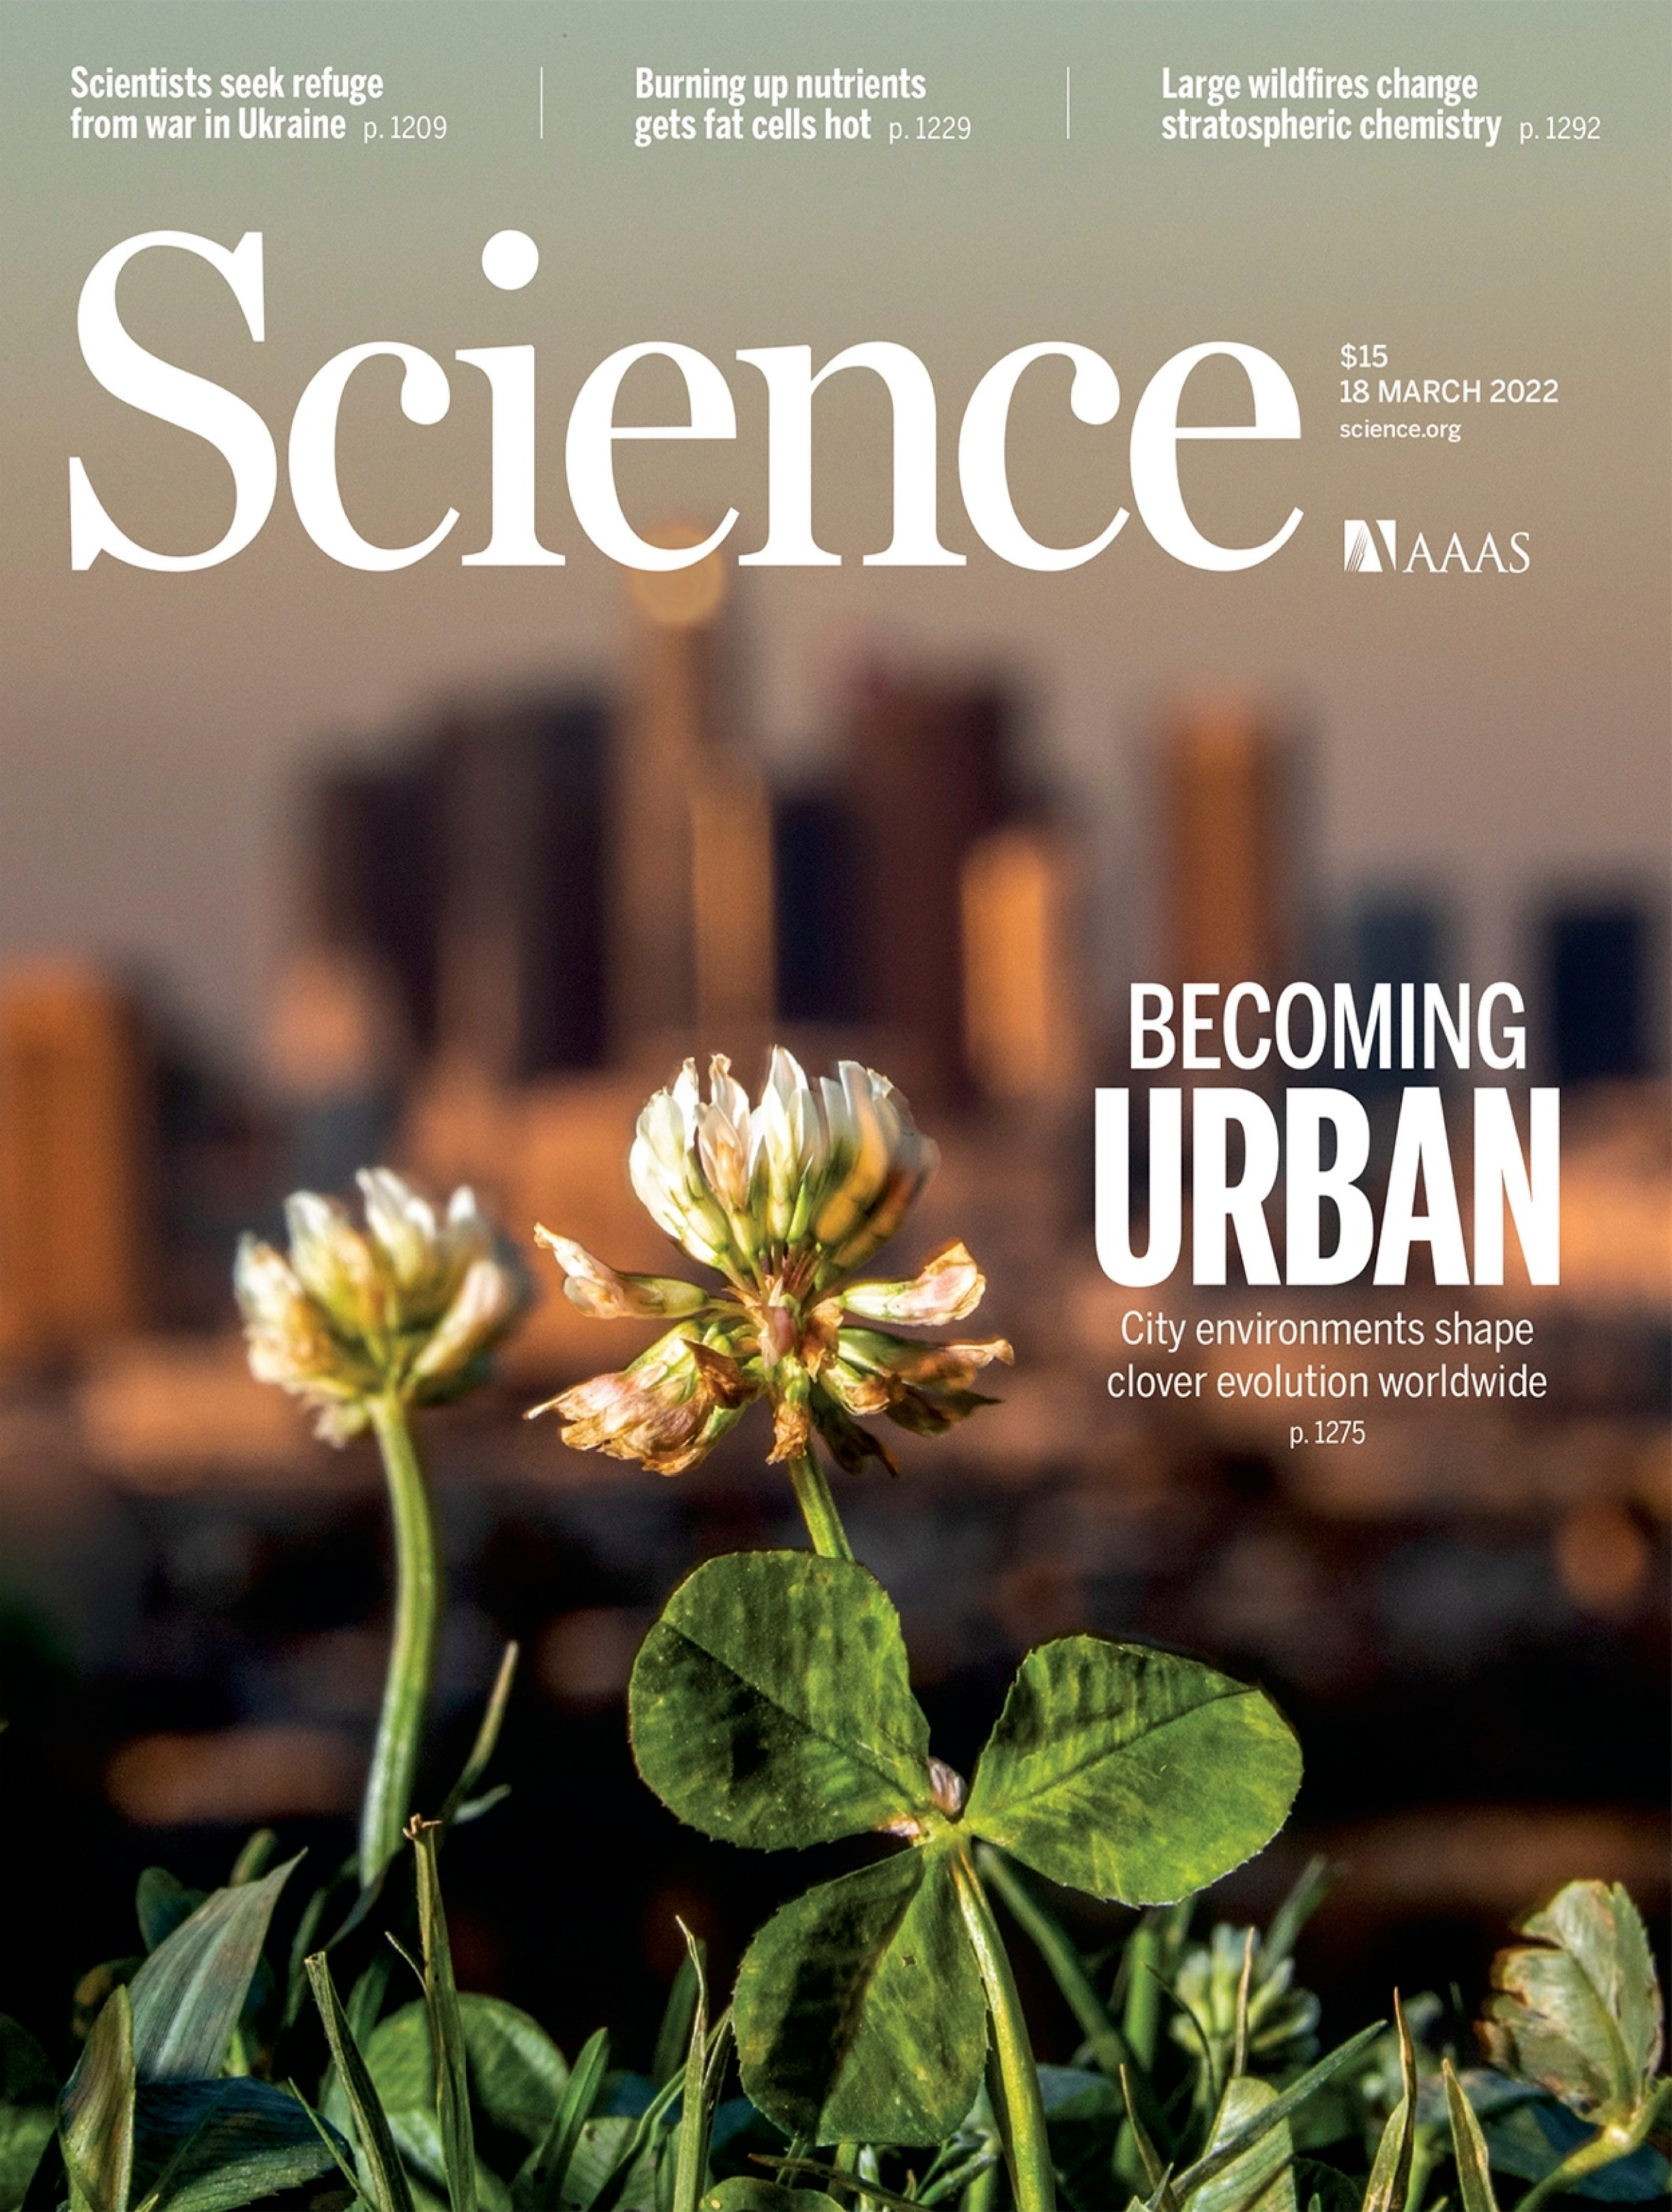 Scientists seek refuge
from war in Ukraine p. 1209
Burning up nutrients
gets fat cells hot p. 1229
Large wildfires change
stratospheric chemistry p. 1292
Science
$15
18 MARCH 2022
science.org
AAAS
BECOMING
URBAN
City environments shape
clover evolution worldwide
p. 1275